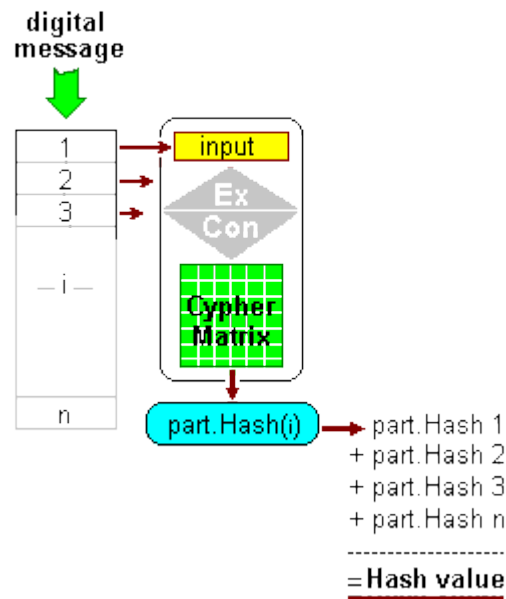 digital
message
1
input
2
3
Ex
Con
— i —
Cypher
Matrix
n
part.Hash(i)
part.Hash 1
+ part.Hash 2
+ part.Hash 3
+ part.Hash n
----------------
=Hash value